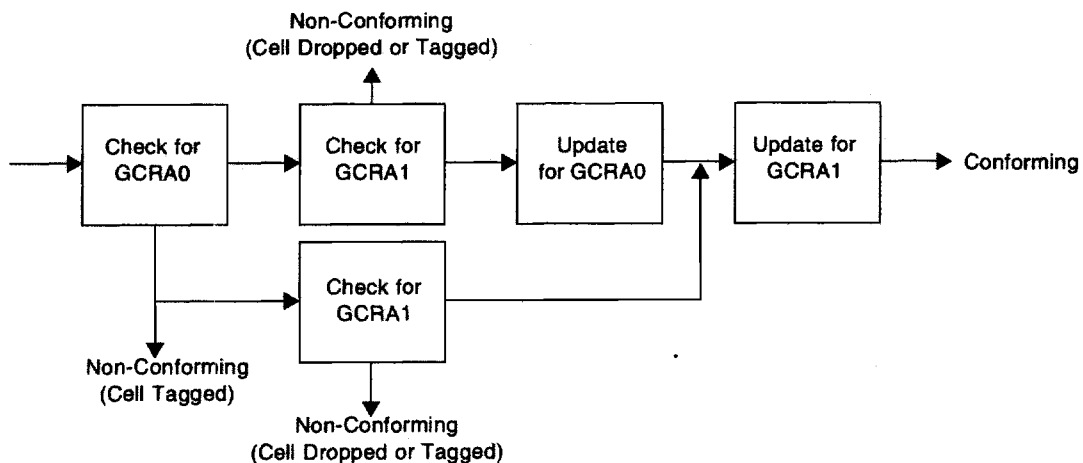 Non-Conforming
(Cell Dropped or Tagged)
Check for
GCRA0
Check for
GCRA1
Update
for GCRA0
Update for
GCRA1
Conforming
Check for
GCRA1
Non-Conforming
(Cell Tagged)
Non-Conforming
(Cell Dropped or Tagged)